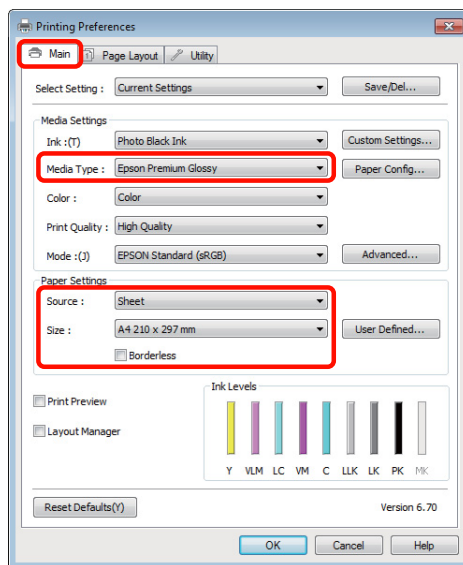 Printing Preferences
Main Page Layout Utility
Select Setting : Current Settings Save/Del...
Media Settings
Ink :(T) Photo Black Ink Custom Settings...
Media Type : Epson Premium Glossy Paper Config...
Color : Color
Print Quality : High Quality
Mode :(J) EPSON Standard (sRGB) Advanced...
Paper Settings
Source : Sheet
Size : A4 210 x 297 mm User Defined...
Borderless
Ink Levels
Print Preview
Layout Manager
Y VLM LC VM C LLK LK PK MK
Reset Defaults(Y) Version 6.70
OK Cancel Help